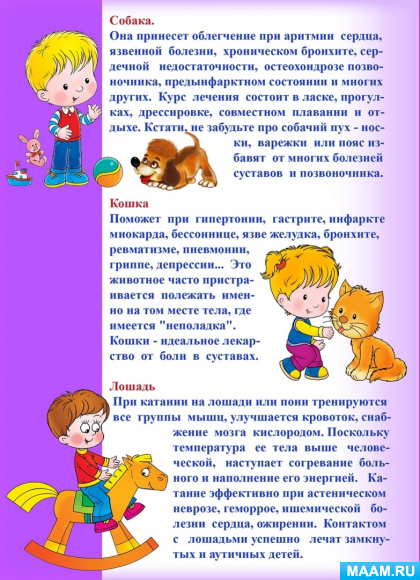 Собака.
Она принесет облегчение при аритмии сердца,
язвенной болезни, хроническом бронхите, сер-
дечной недостаточности, остеохондрозе позво-
ночника, предынфарктном состоянии и многих
других. Курс лечения состоит в ласке, прогул-
ках, дрессировке, совместном плавании и от-
дыхе. Кстати, не забудьте про собачий пух - нос-
ки, варежки или пояс из-
бавят от многих болезней
суставов и позвоночника.
Кошка
Поможет при гипертонии, гастрите, инфаркте
миокарда, бессоннице, язве желудка, бронхите,
ревматизме, пневмонии,
гриппе, депрессии... Это
животное часто пристра-
ивается полежать имен-
но на том месте тела, где
имеется "неполадка".
Кошки - идеальное лекар-
ство от боли в суставах.
Лошадь
При катании на лошади или пони тренируются
все группы мышц, улучшается кровоток, снаб-
жение мозга кислородом. Поскольку
температура ее тела выше челове-
ческой, наступает согревание боль-
ного и наполнение его энергией. Ка-
тание эффективно при астеническом
неврозе, геморрое, ишемической бо-
лезни сердца, ожирении. Контактом
с лошадьми успешно лечат замкну-
тых и аутичных детей.
MAAM.RU